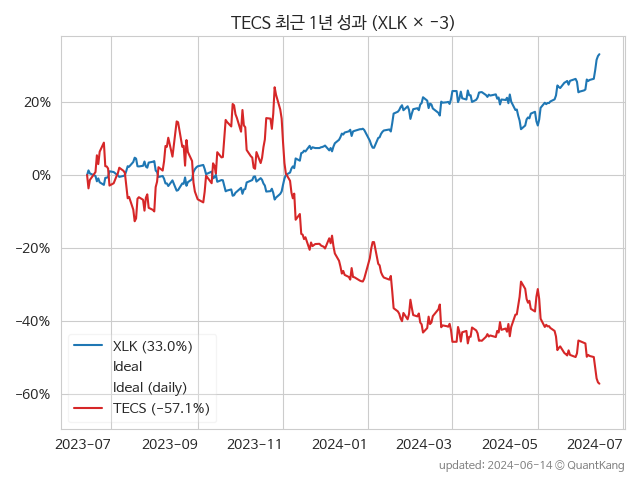 TECS 최근 1년 성과 (XLK × −3)
20%
0%
−20%
−40%
−60%
XLK (33.0%)
Ideal
Ideal (daily)
TECS (−57.1%)
2023-07 2023-09 2023-11 2024-01 2024-03 2024-05 2024-07
updated: 2024-06-14 © QuantKang